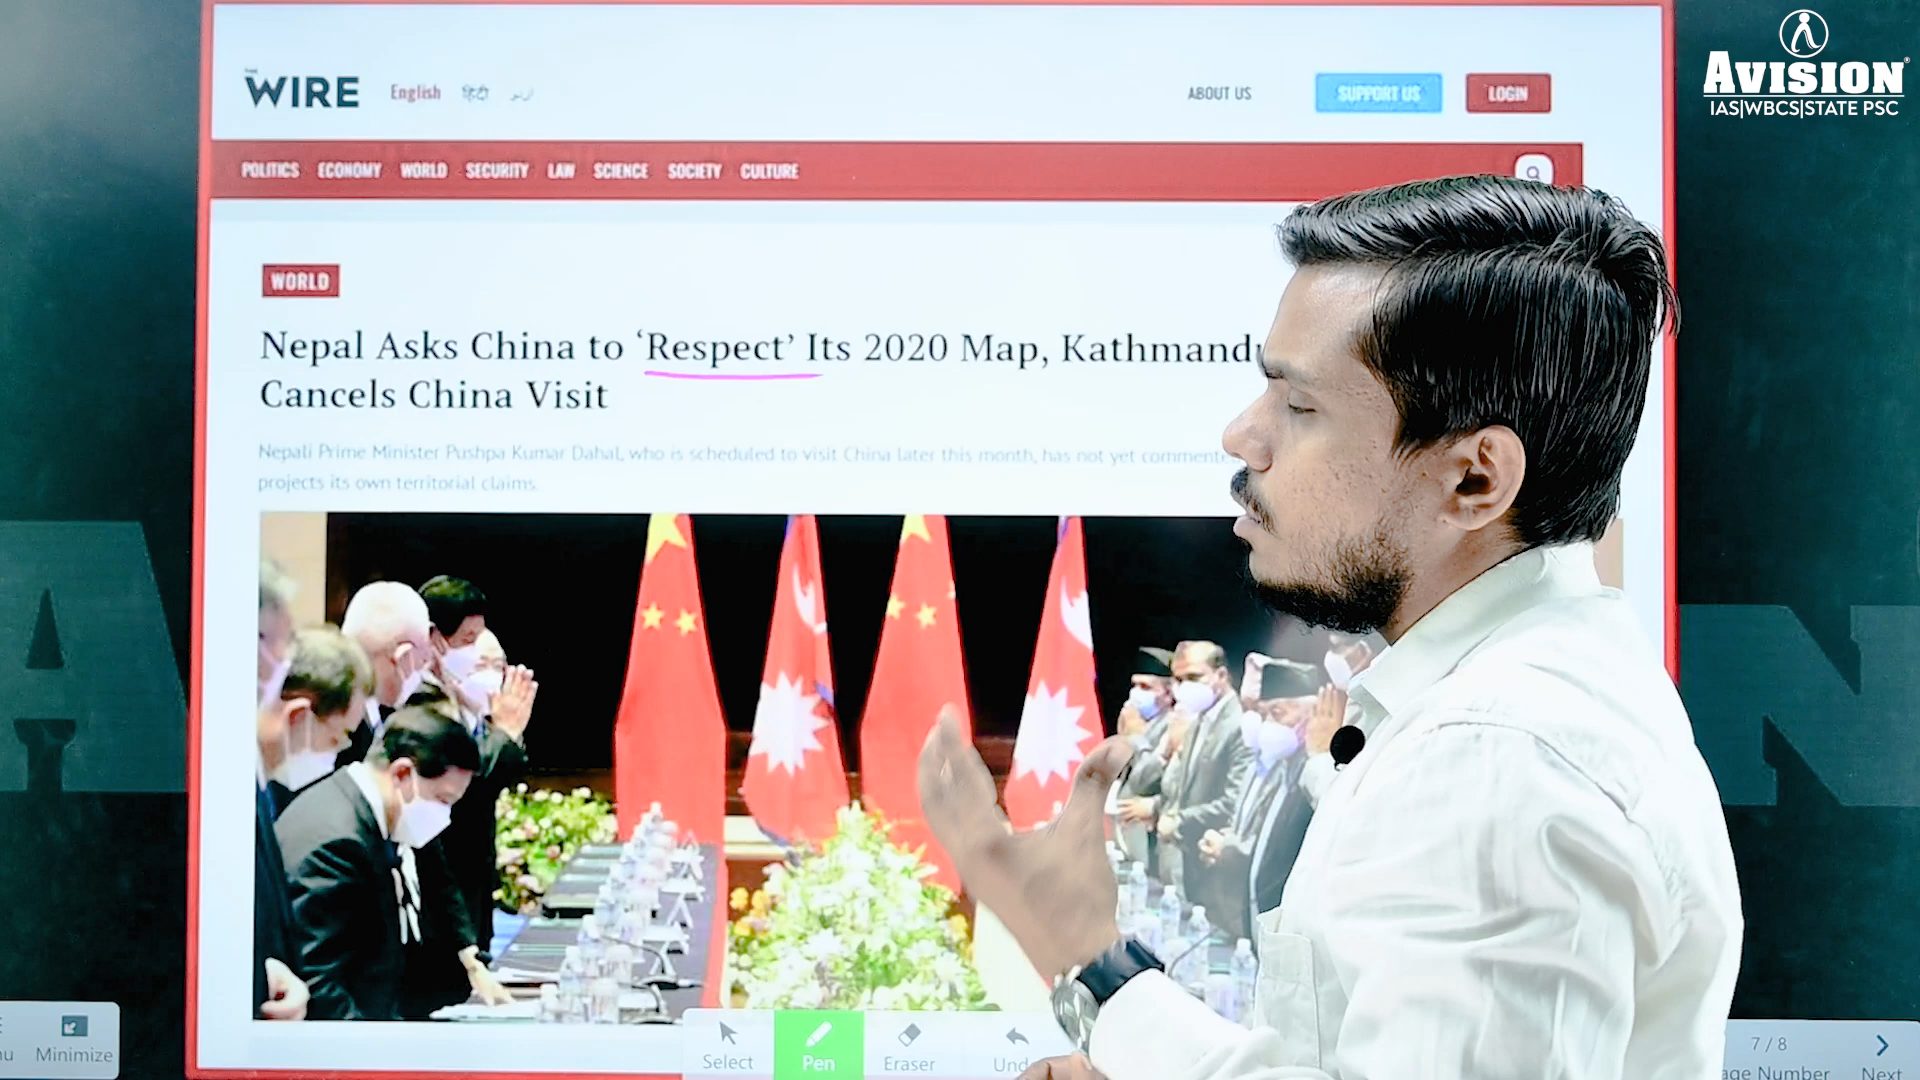 AVISION
IAS|WBCS|STATE PSC
THE
WIRE English हिंदी اردو
ABOUT US SUPPORT US LOGIN
POLITICS ECONOMY WORLD SECURITY LAW SCIENCE SOCIETY CULTURE
WORLD
Nepal Asks China to ‘Respect’ Its 2020 Map, Kathmandu
Cancels China Visit
Nepali Prime Minister Pushpa Kumar Dahal, who is scheduled to visit China later this month, has not yet
projects its own territorial claims.
A N
Minimize
Select Pen Eraser
7 / 8
Number Next